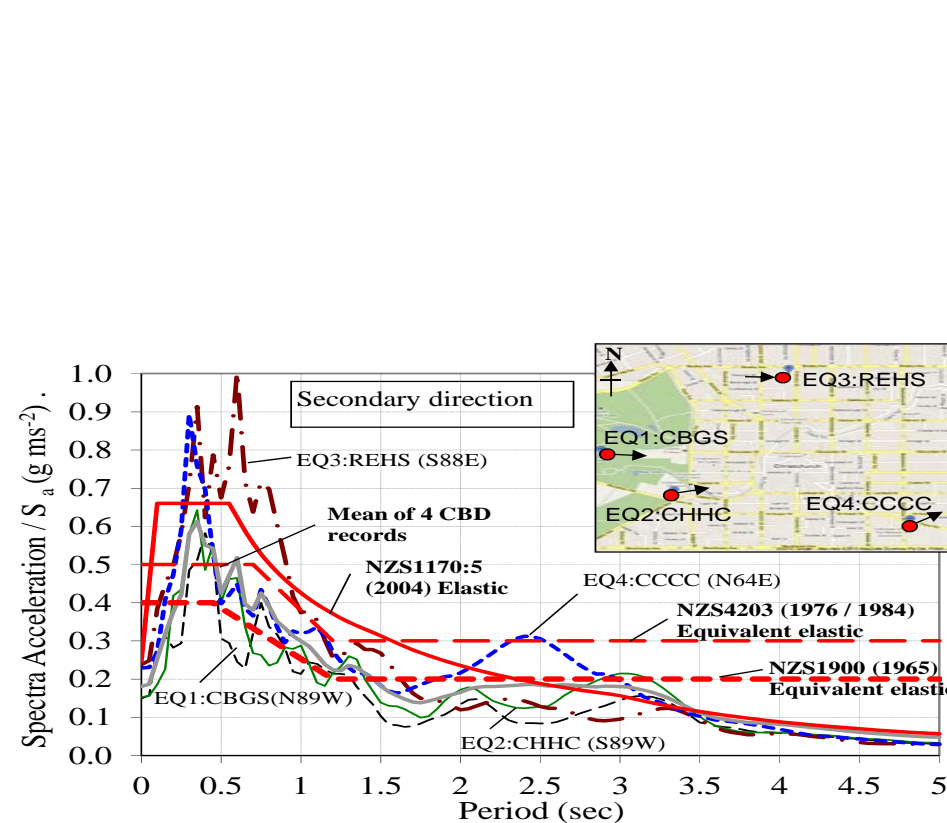 N
EQ3:REHS
EQ1:CBGS
EQ2:CHHC
EQ4:CCCC
Christchurch
Spectra Acceleration / Sa (g ms-2) .
1.0
0.9
0.8
0.7
0.6
0.5
0.4
0.3
0.2
0.1
0.0
Secondary direction
EQ3:REHS (S88E)
Mean of 4 CBD
records
NZS1170:5
(2004) Elastic
EQ4:CCCC (N64E)
NZS4203 (1976 / 1984)
Equivalent elastic
NZS1900 (1965)
Equivalent elastic
EQ1:CBGS(N89W)
EQ2:CHHC (S89W)
0 0.5 1 1.5 2 2.5 3 3.5 4 4.5 5
Period (sec)